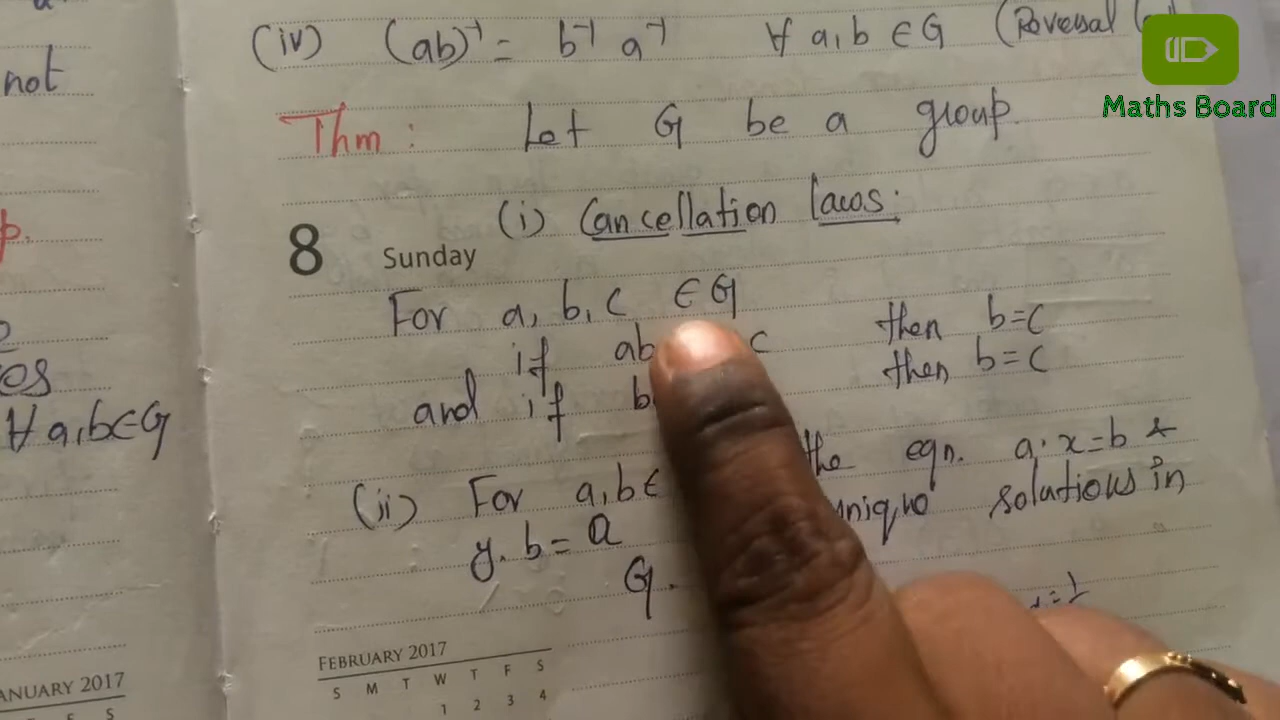 not
(iv) (ab)⁻¹ = b⁻¹ a⁻¹ ∀ a, b ∈ G (Reversal
Maths Board
Thm: Let G be a group.
(i) Cancellation laws:
8 Sunday
For a, b, c ∈ G
if ab c then b=c
and if b then b=c
∀ a, b ∈ G
(ii) For a, b ∈ the eqn. a·x=b &
y·b=a unique solutions in
G.
FEBRUARY 2017
S M T W T F S
1 2 3 4
ANUARY 2017
F S